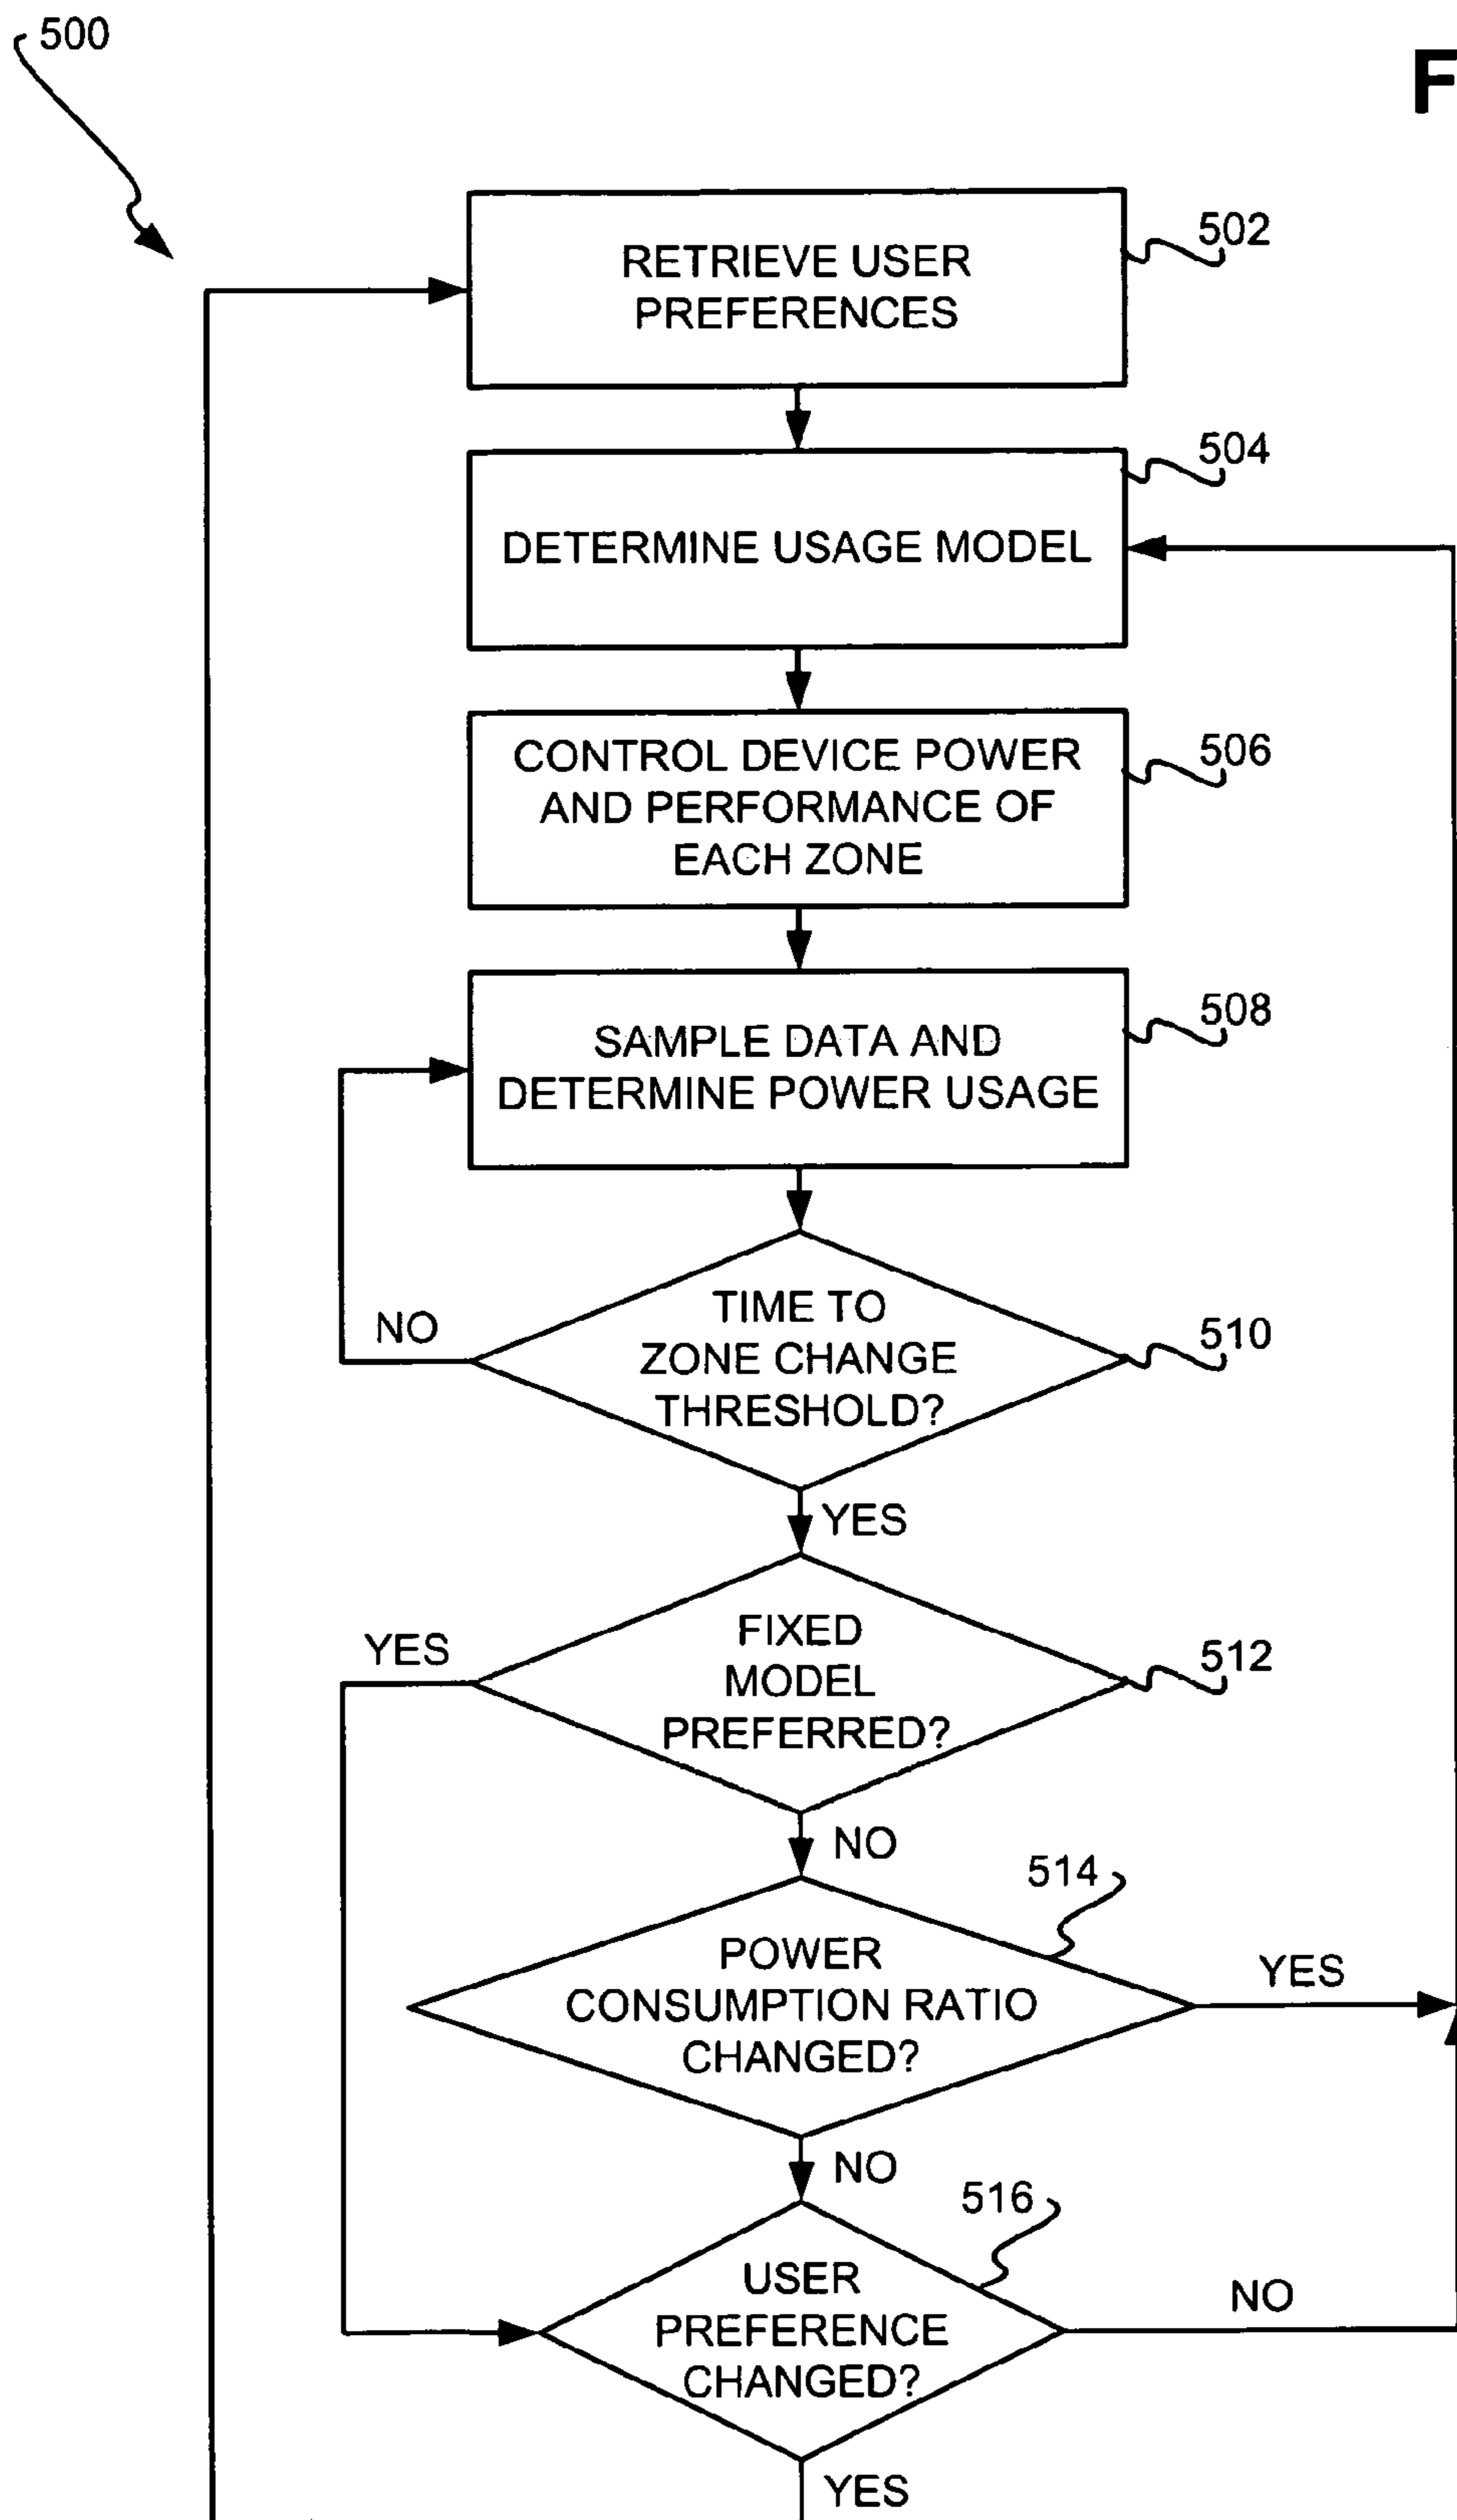 500
F
RETRIEVE USER
PREFERENCES
502
DETERMINE USAGE MODEL
504
CONTROL DEVICE POWER
AND PERFORMANCE OF
EACH ZONE
506
SAMPLE DATA AND
DETERMINE POWER USAGE
508
TIME TO
ZONE CHANGE
THRESHOLD?
NO
510
YES
FIXED
MODEL
PREFERRED?
YES
512
NO
514
POWER
CONSUMPTION RATIO
CHANGED?
YES
NO
516
USER
PREFERENCE
CHANGED?
NO
YES